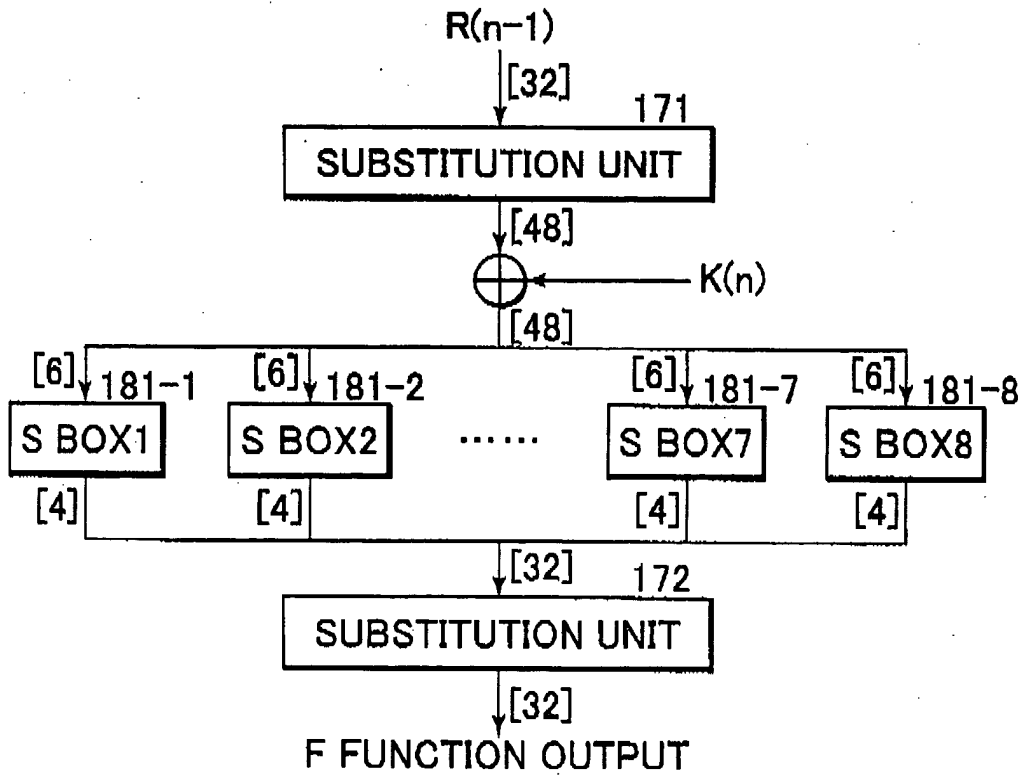 R(n-1)
[32]
171
SUBSTITUTION UNIT
[48]
K(n)
[48]
[6] 181-1 [6] 181-2 [6] 181-7 [6] 181-8
S BOX1 S BOX2 ······ S BOX7 S BOX8
[4] [4] [4] [4]
[32]
172
SUBSTITUTION UNIT
[32]
F FUNCTION OUTPUT